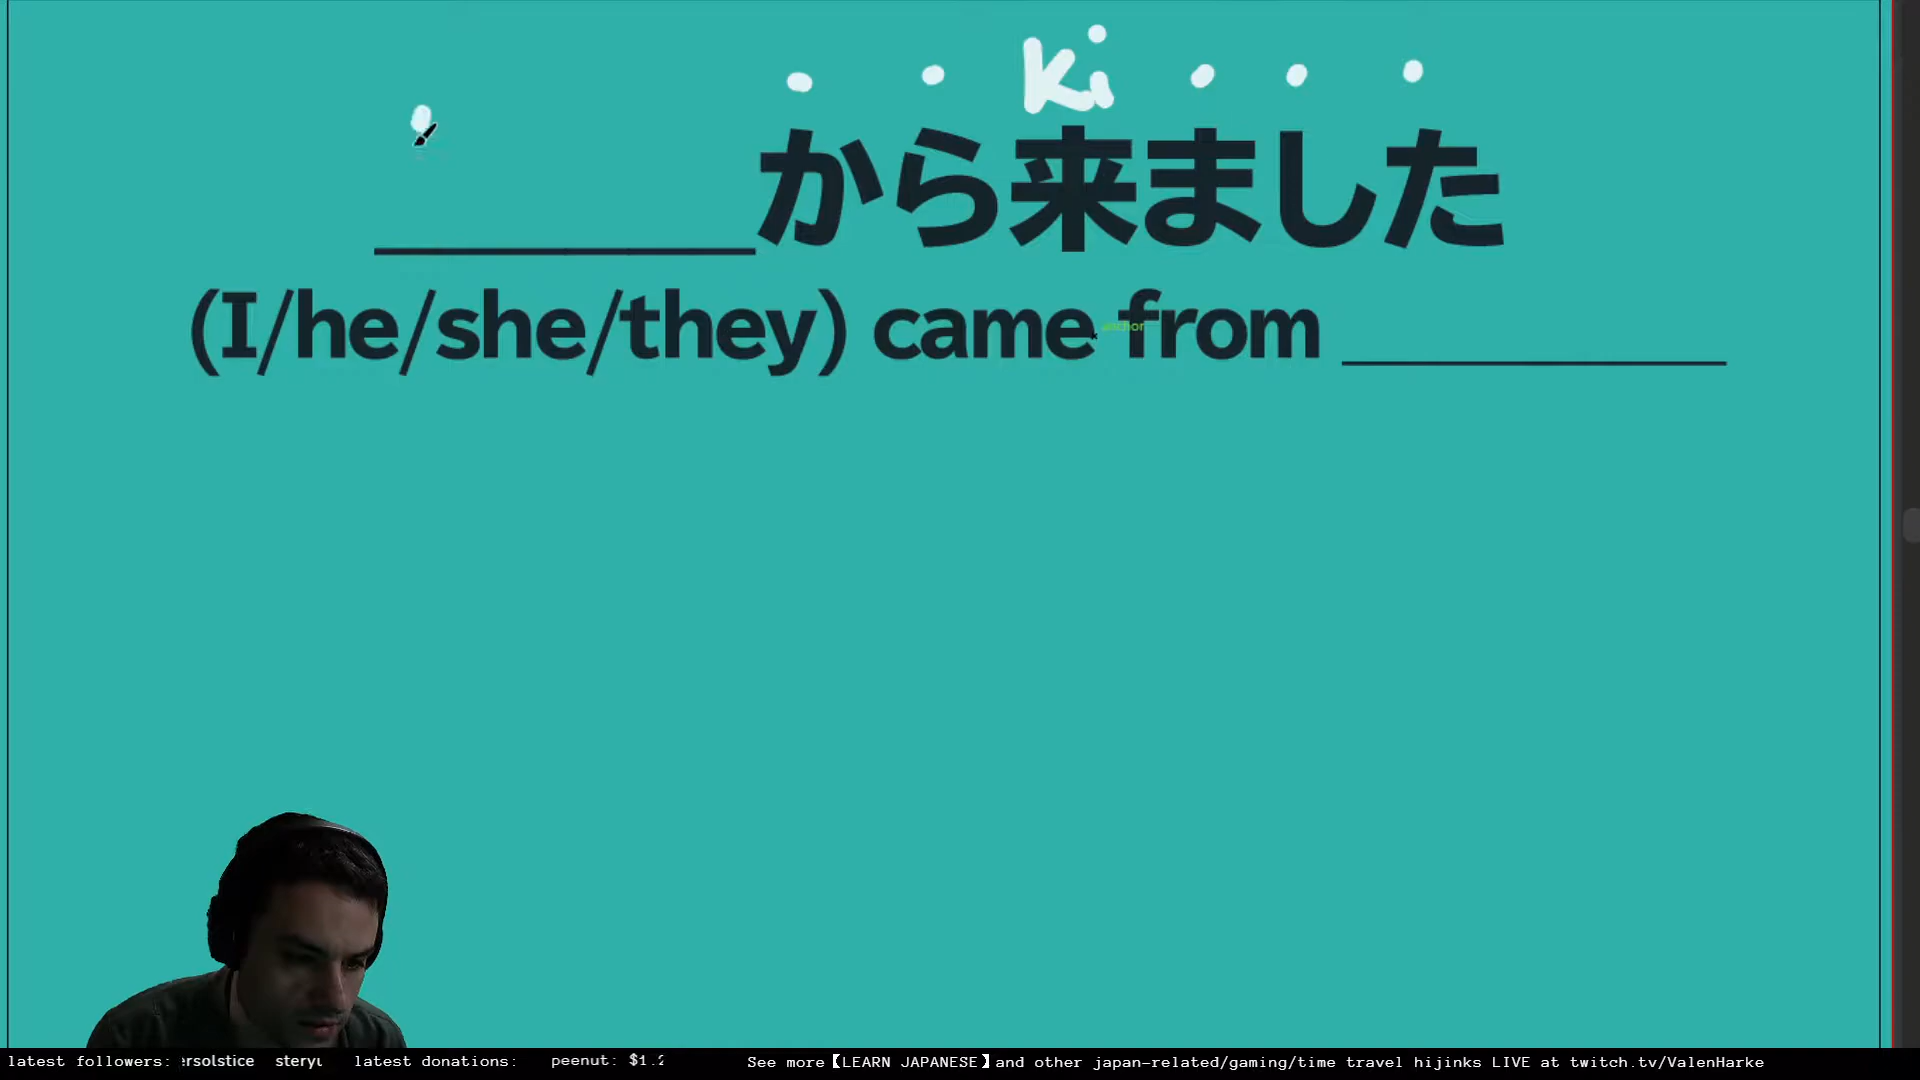 ki
______から来ました
(I/he/she/they) came from ______
anchor
latest followers: rsolstice steryu latest donations: peenut: $1.2 See more【LEARN JAPANESE】and other japan-related/gaming/time travel hijinks LIVE at twitch.tv/ValenHarke